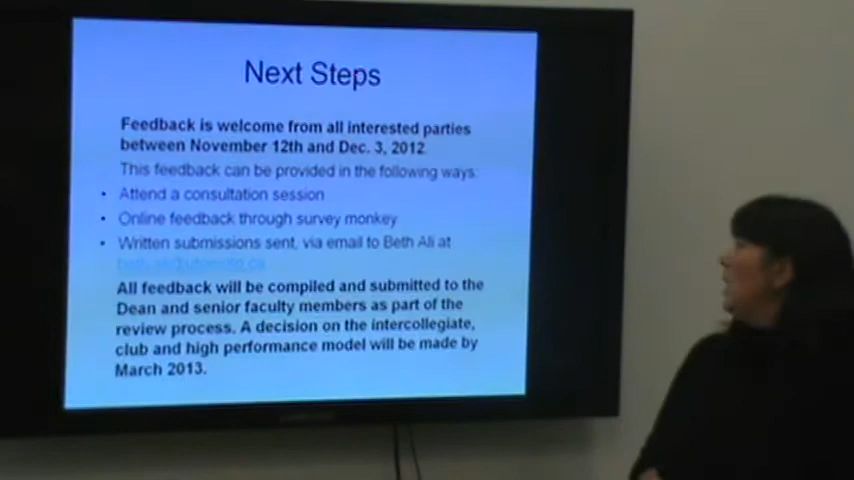 Next Steps
Feedback is welcome from all interested parties
between November 12th and Dec. 3, 2012
This feedback can be provided in the following ways:
• Attend a consultation session
• Online feedback through survey monkey
• Written submissions sent, via email to Beth Ali at
All feedback will be compiled and submitted to the
Dean and senior faculty members as part of the
review process. A decision on the intercollegiate,
club and high performance model will be made by
March 2013.